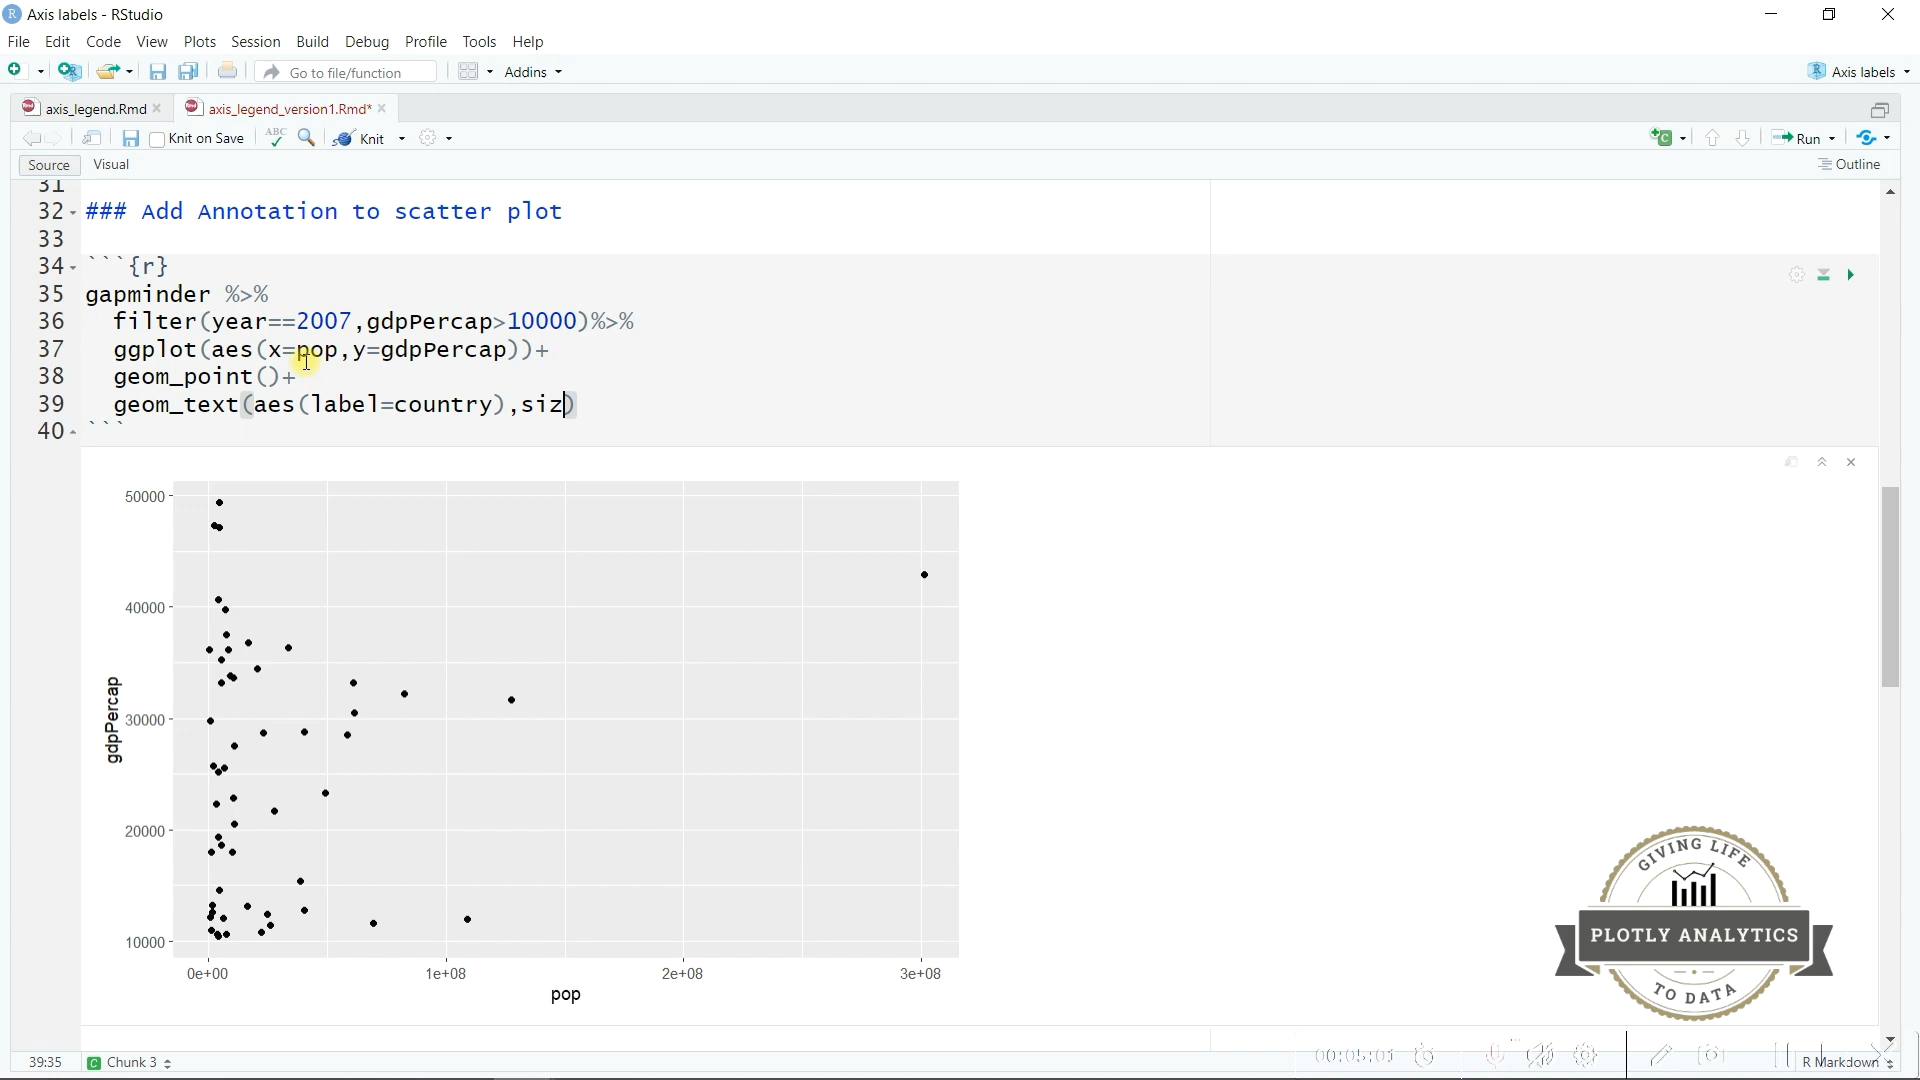 Axis labels - RStudio
File Edit Code View Plots Session Build Debug Profile Tools Help
Go to file/function Addins Axis labels
axis_legend.Rmd axis_legend_version1.Rmd*
Knit on Save ABC Knit Run
Source Visual Outline
31
32 ### Add Annotation to scatter plot
33
34 ```{r}
35 gapminder %>%
36 filter(year==2007,gdpPercap>10000)%>%
37 ggplot(aes(x=pop,y=gdpPercap))+
38 geom_point()+
39 geom_text(aes(label=country),siz)
40 ```
50000
40000
30000
20000
10000
gdpPercap
0e+00 1e+08 2e+08 3e+08
pop
GIVING LIFE
PLOTLY ANALYTICS
TO DATA
39:35 Chunk 3 00:05:01 R Markdown